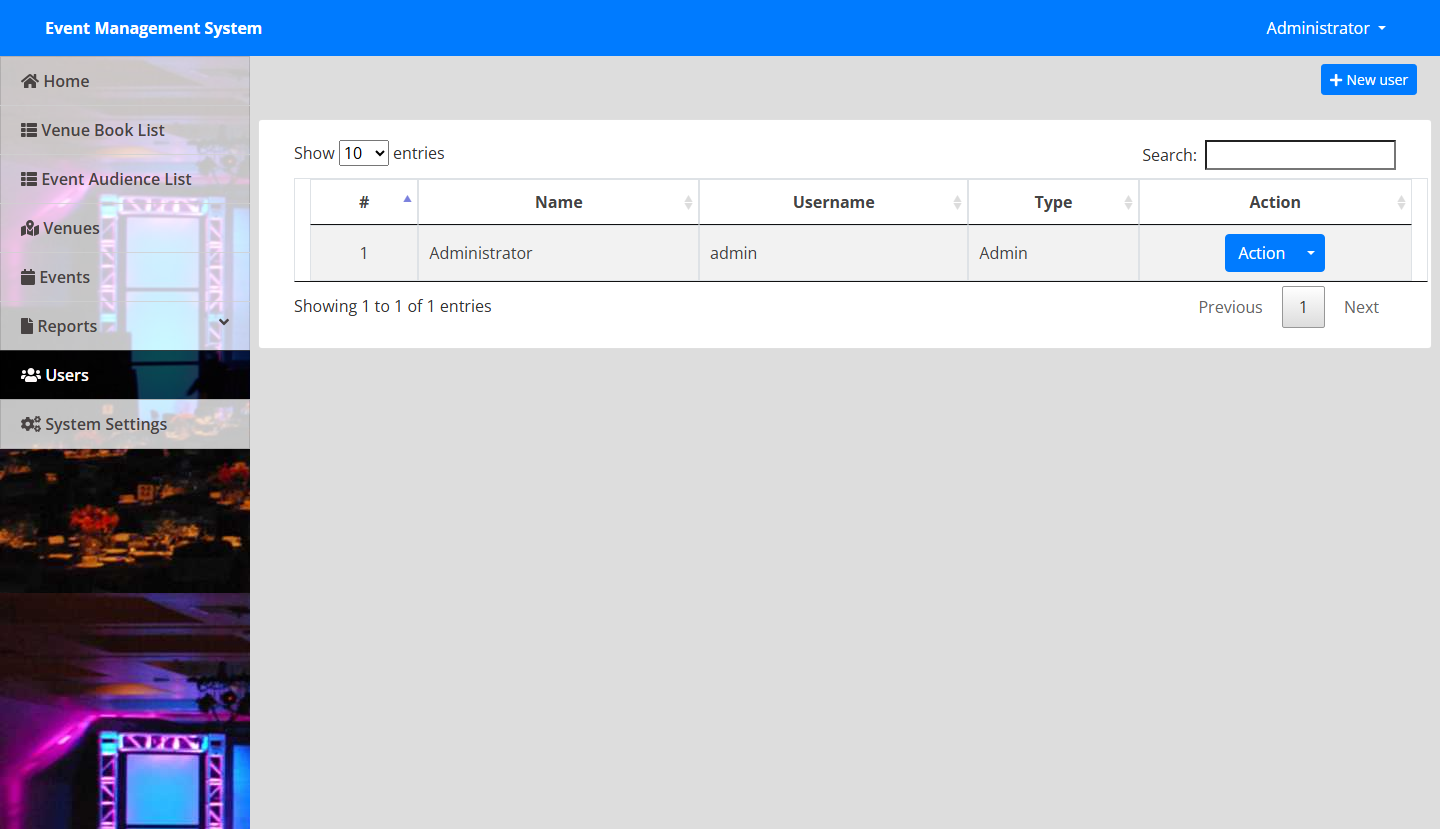 Event Management System
Administrator
Home
Venue Book List
Event Audience List
Venues
Events
Reports
Users
System Settings
New user
Show 10 entries
Search:
# Name Username Type Action
1 Administrator admin Admin Action
Showing 1 to 1 of 1 entries
Previous 1 Next